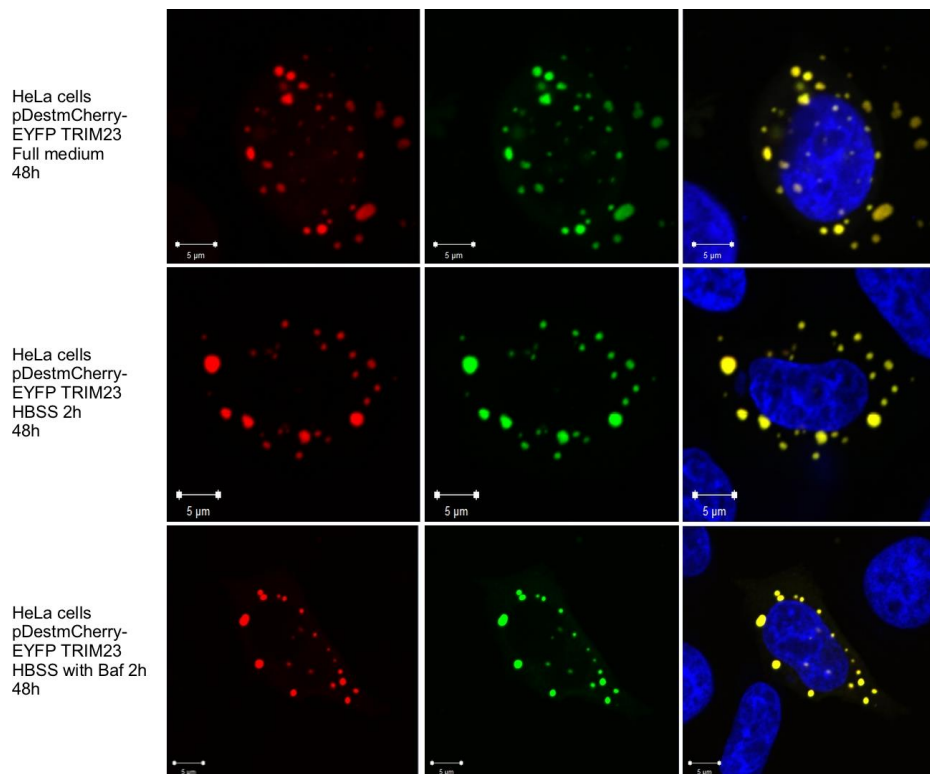 HeLa cells
pDestmCherry-
EYFP TRIM23
Full medium
48h
5 µm
5 µm
5 µm
HeLa cells
pDestmCherry-
EYFP TRIM23
HBSS 2h
48h
5 µm
5 µm
5 µm
HeLa cells
pDestmCherry-
EYFP TRIM23
HBSS with Baf 2h
48h
5 µm
5 µm
5 µm